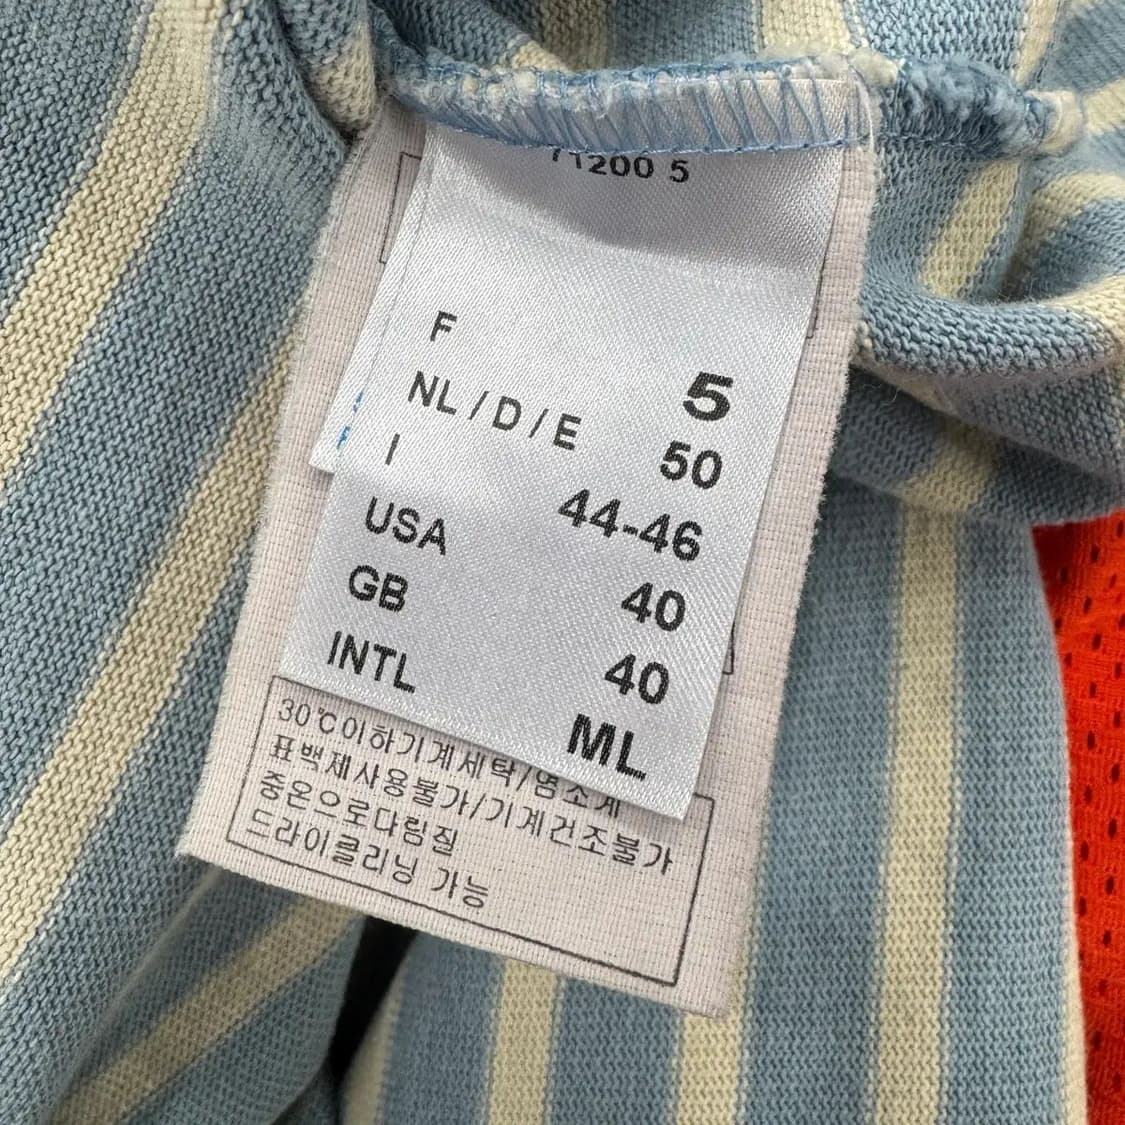 5
F 5
NL / D / E 50
I 44-46
USA 40
GB 40
INTL ML
30℃이하기계세탁/염소계
표백제사용불가/기계건조불가
중온으로다림질
드라이클리닝 가능